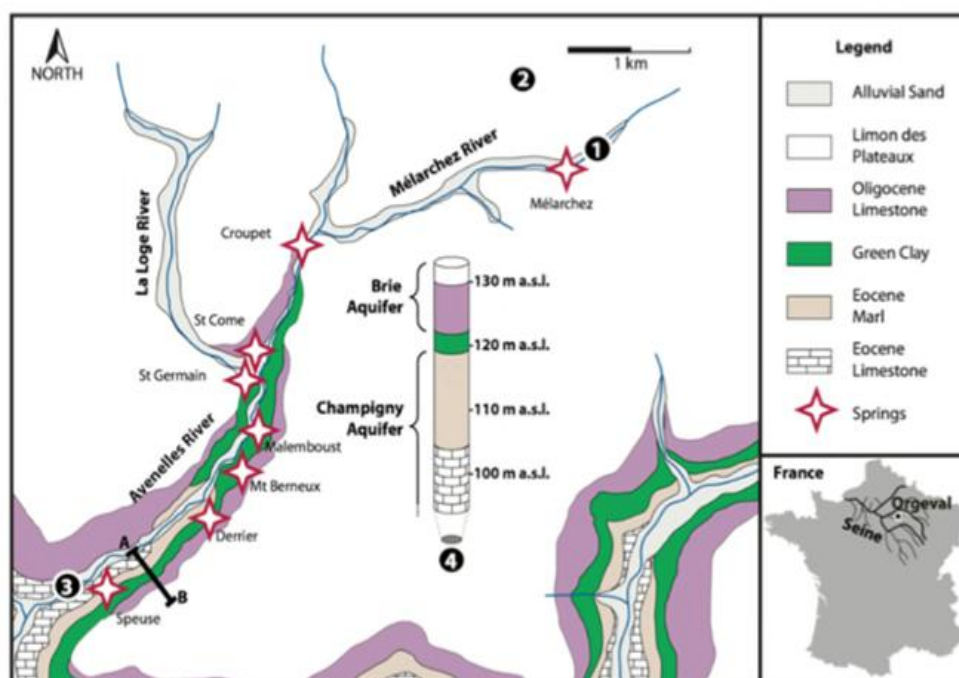 NORTH
1 km
2
1
Mélarchez River
Mélarchez
La Loge River
Croupet
St Come
St Germain
Avenelles River
Malemboust
Mt Berneux
Derrier
A
B
3
Speuse
Brie
Aquifer
Champigny
Aquifer
130 m a.s.l.
120 m a.s.l.
110 m a.s.l.
100 m a.s.l.
4
Legend
Alluvial Sand
Limon des
Plateaux
Oligocene
Limestone
Green Clay
Eocene
Marl
Eocene
Limestone
Springs
France
Orgeval
Seine